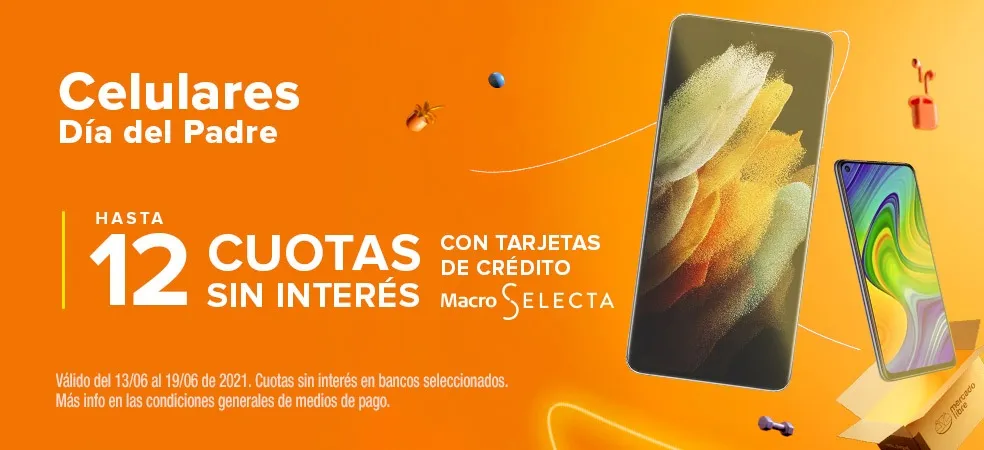 Celulares
Día del Padre
HASTA
12 CUOTAS
SIN INTERÉS
CON TARJETAS
DE CRÉDITO
Macro SELECTA
Válido del 13/06 al 19/06 de 2021. Cuotas sin interés en bancos seleccionados.
Más info en las condiciones generales de medios de pago.
mercado
libre